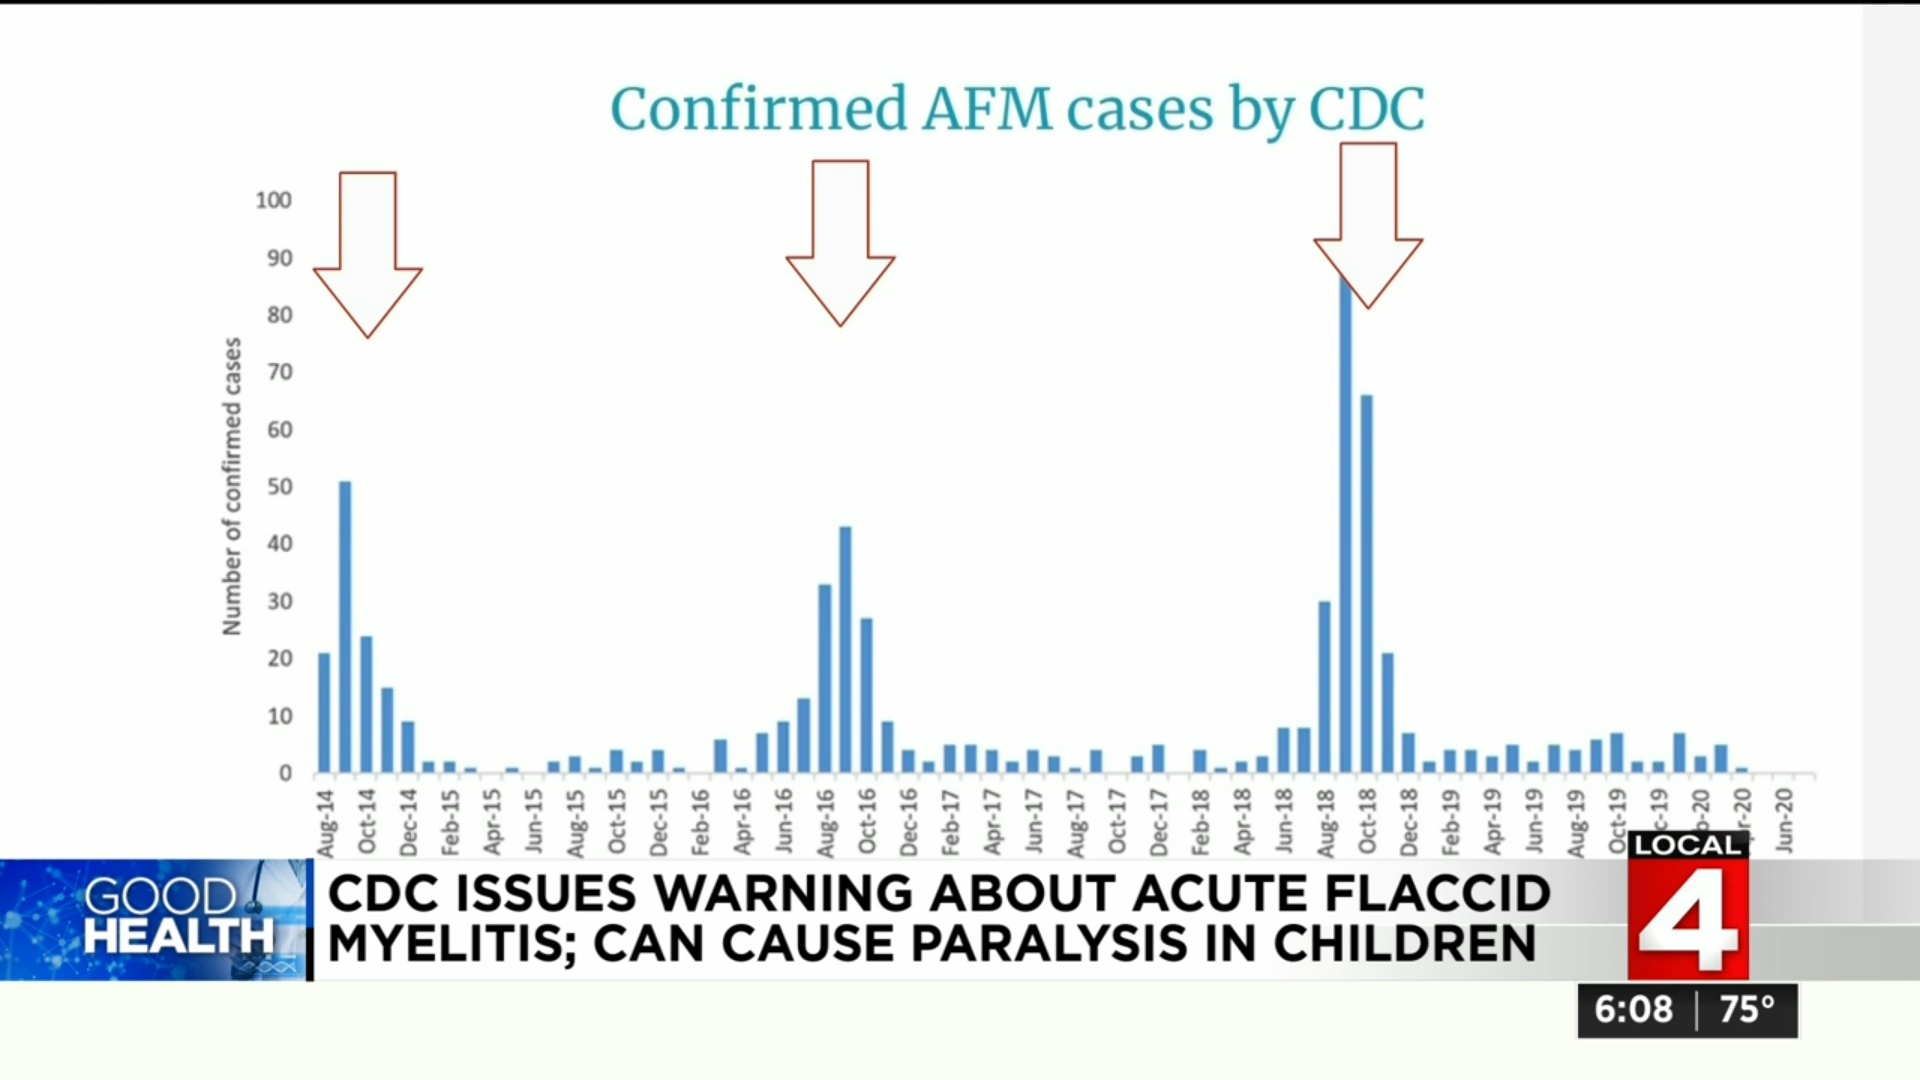 Confirmed AFM cases by CDC
100
90
80
70
60
50
40
30
20
10
0
Number of confirmed cases
Aug-14
Oct-14
Dec-14
Feb-15
Apr-15
Jun-15
Aug-15
Oct-15
Dec-15
Feb-16
Apr-16
Jun-16
Aug-16
Oct-16
Dec-16
Feb-17
Apr-17
Jun-17
Aug-17
Oct-17
Dec-17
Feb-18
Apr-18
Jun-18
Aug-18
Oct-18
Dec-18
Feb-19
Apr-19
Jun-19
Aug-19
Oct-19
c-19
b-20
r-20
Jun-20
GOOD
HEALTH
CDC ISSUES WARNING ABOUT ACUTE FLACCID
MYELITIS; CAN CAUSE PARALYSIS IN CHILDREN
LOCAL
4
6:08 75°